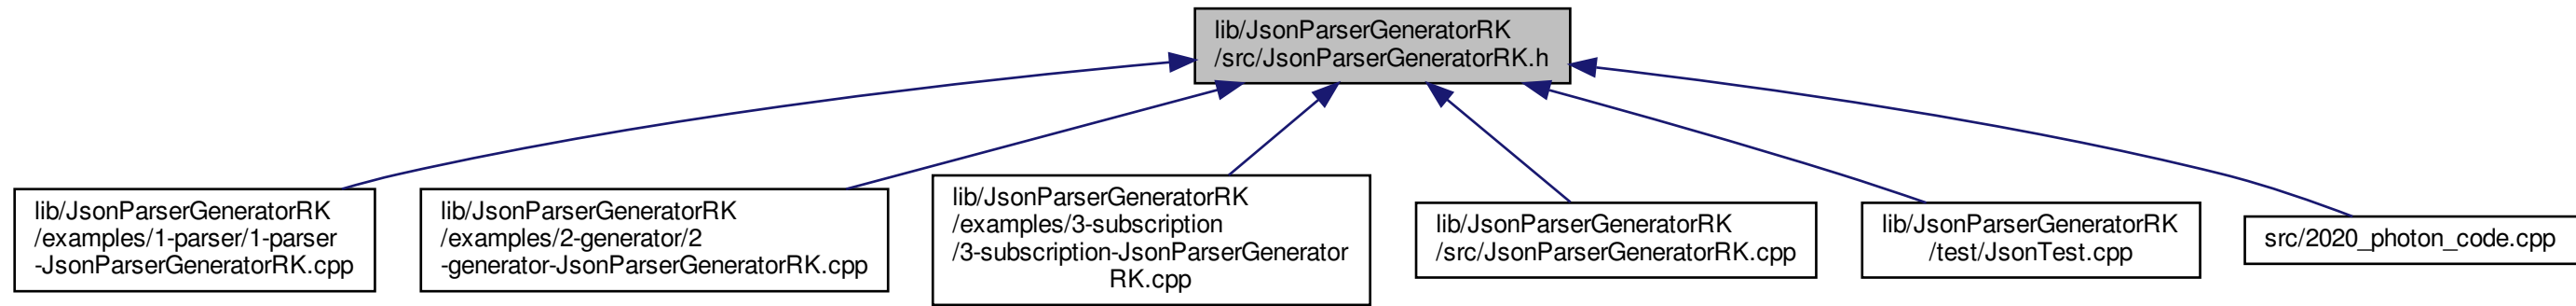 lib/JsonParserGeneratorRK
/src/JsonParserGeneratorRK.h
lib/JsonParserGeneratorRK
/examples/1-parser/1-parser
-JsonParserGeneratorRK.cpp
lib/JsonParserGeneratorRK
/examples/2-generator/2
-generator-JsonParserGeneratorRK.cpp
lib/JsonParserGeneratorRK
/examples/3-subscription
/3-subscription-JsonParserGenerator
RK.cpp
lib/JsonParserGeneratorRK
/src/JsonParserGeneratorRK.cpp
lib/JsonParserGeneratorRK
/test/JsonTest.cpp
src/2020_photon_code.cpp